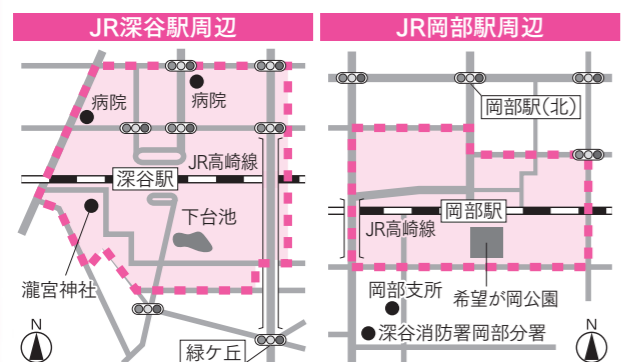 JR深谷駅周辺
病院
病院
JR高崎線
深谷駅
下台池
瀧宮神社
N
緑ケ丘
JR岡部駅周辺
岡部駅(北)
岡部駅
JR高崎線
岡部支所
希望が岡公園
深谷消防署岡部分署
N